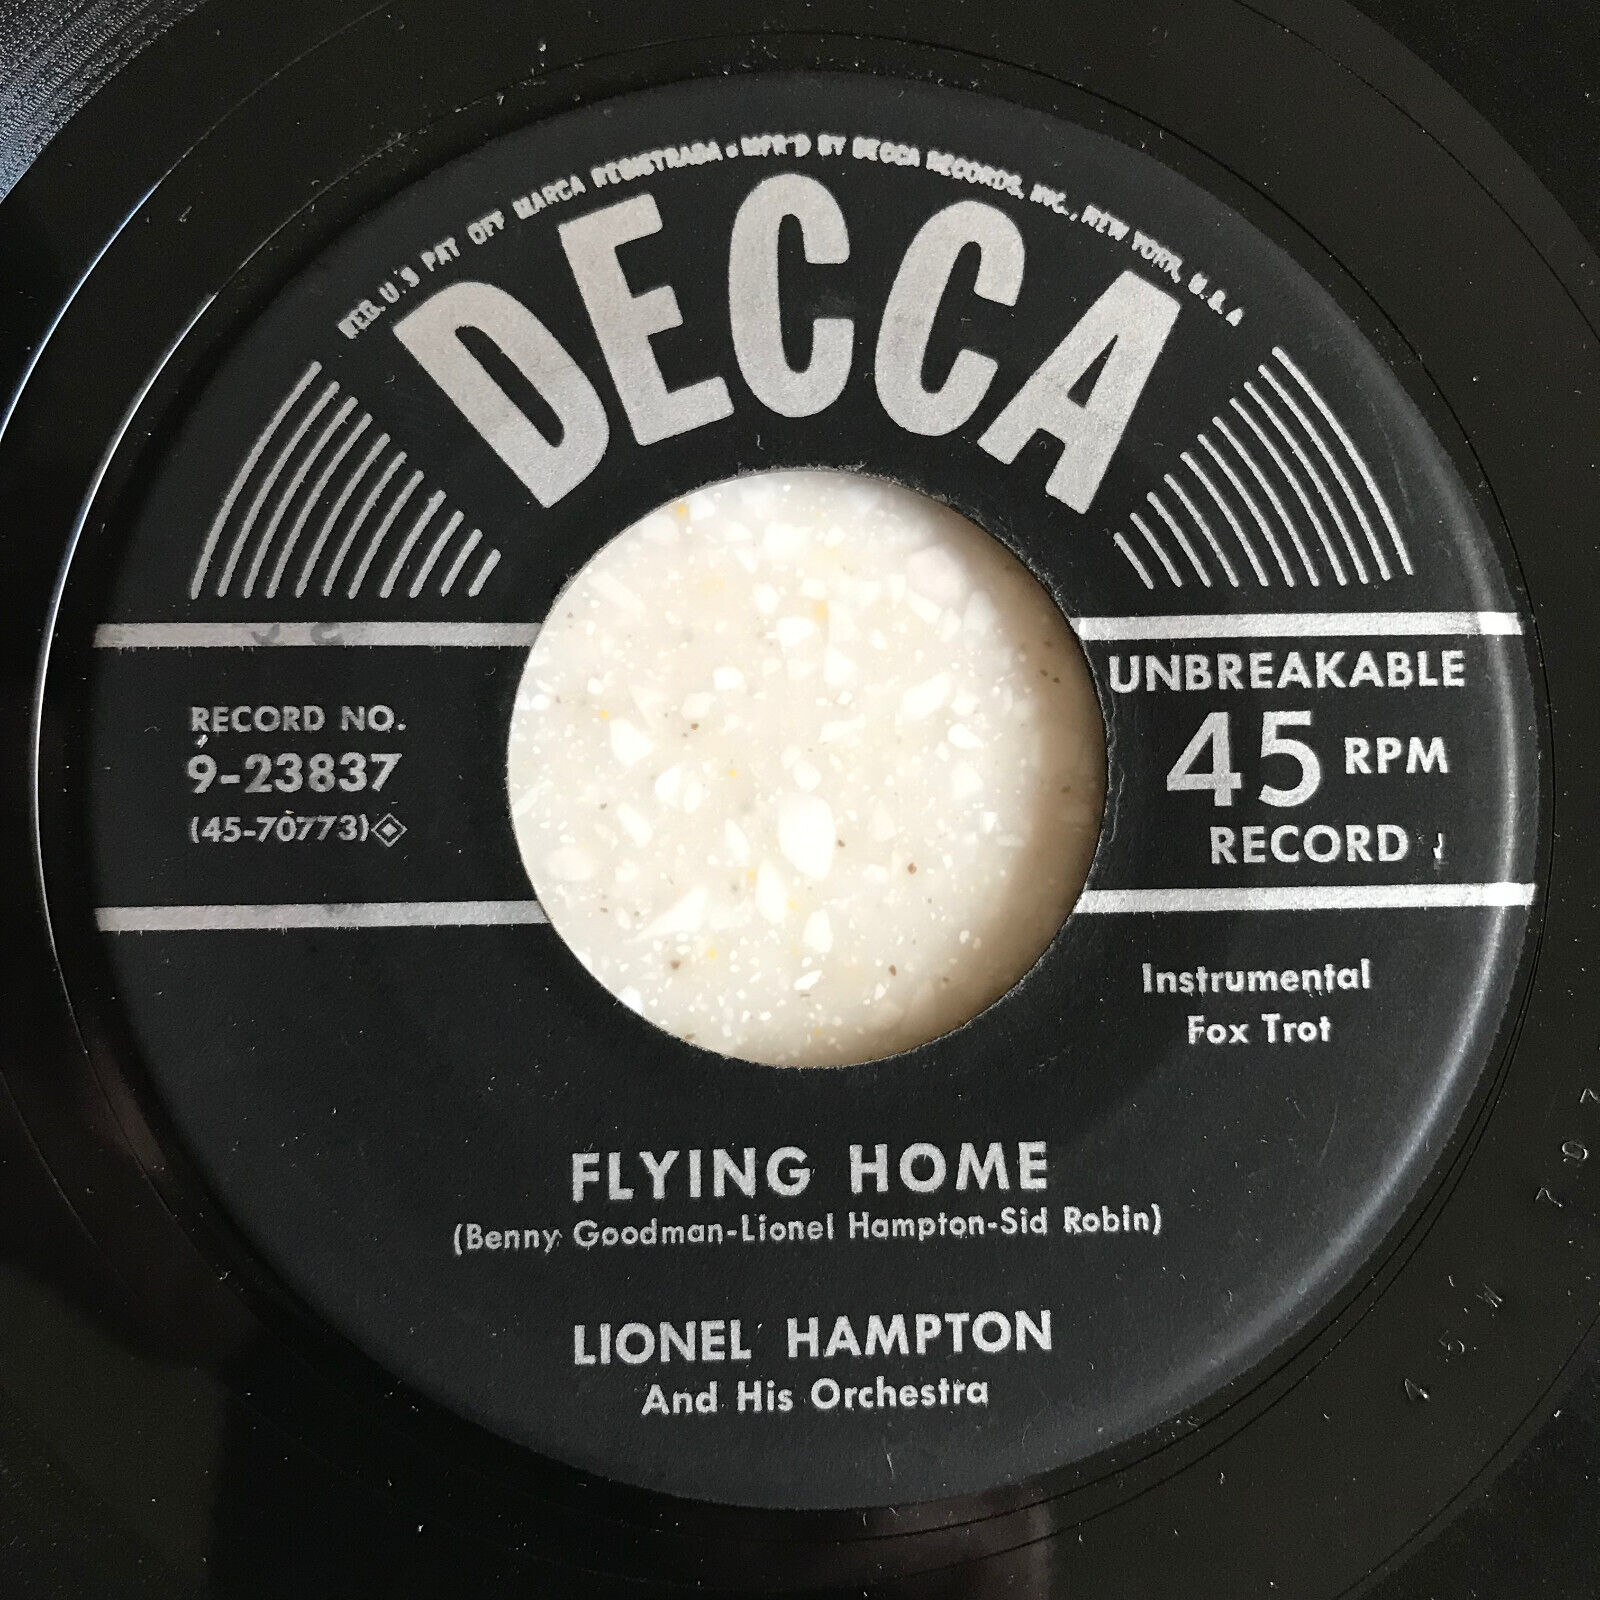 REG. U.S. PAT. OFF. MARCA REGISTRADA • MFR'D BY DECCA RECORDS, INC., NEW YORK, U.S.A.
DECCA
RECORD NO.
9-23837
(45-70773)
UNBREAKABLE
45 RPM
RECORD
Instrumental
Fox Trot
FLYING HOME
(Benny Goodman-Lionel Hampton-Sid Robin)
LIONEL HAMPTON
And His Orchestra